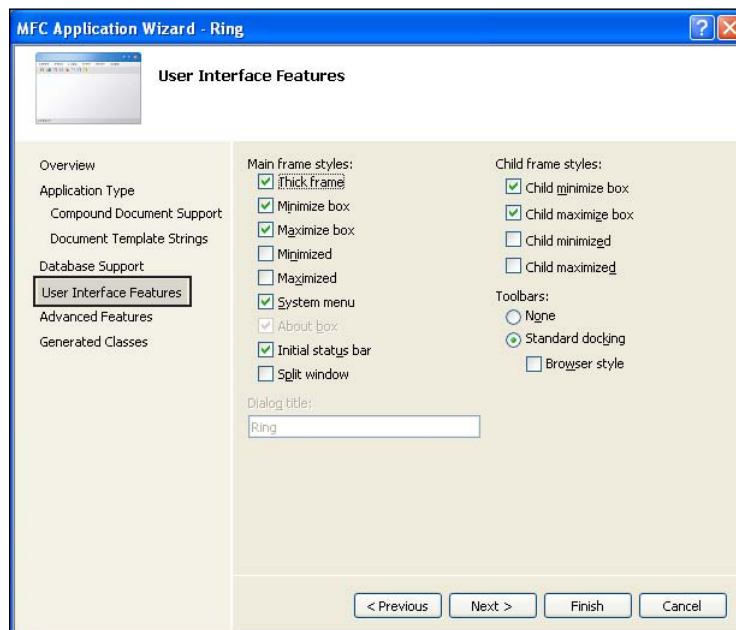 MFC Application Wizard - Ring
User Interface Features
Overview
Application Type
Compound Document Support
Document Template Strings
Database Support
User Interface Features
Advanced Features
Generated Classes
Main frame styles:
Thick frame
Minimize box
Maximize box
Minimized
Maximized
System menu
About box
Initial status bar
Split window
Dialog title:
Ring
Child frame styles:
Child minimize box
Child maximize box
Child minimized
Child maximized
Toolbars:
None
Standard docking
Browser style
< Previous
Next >
Finish
Cancel